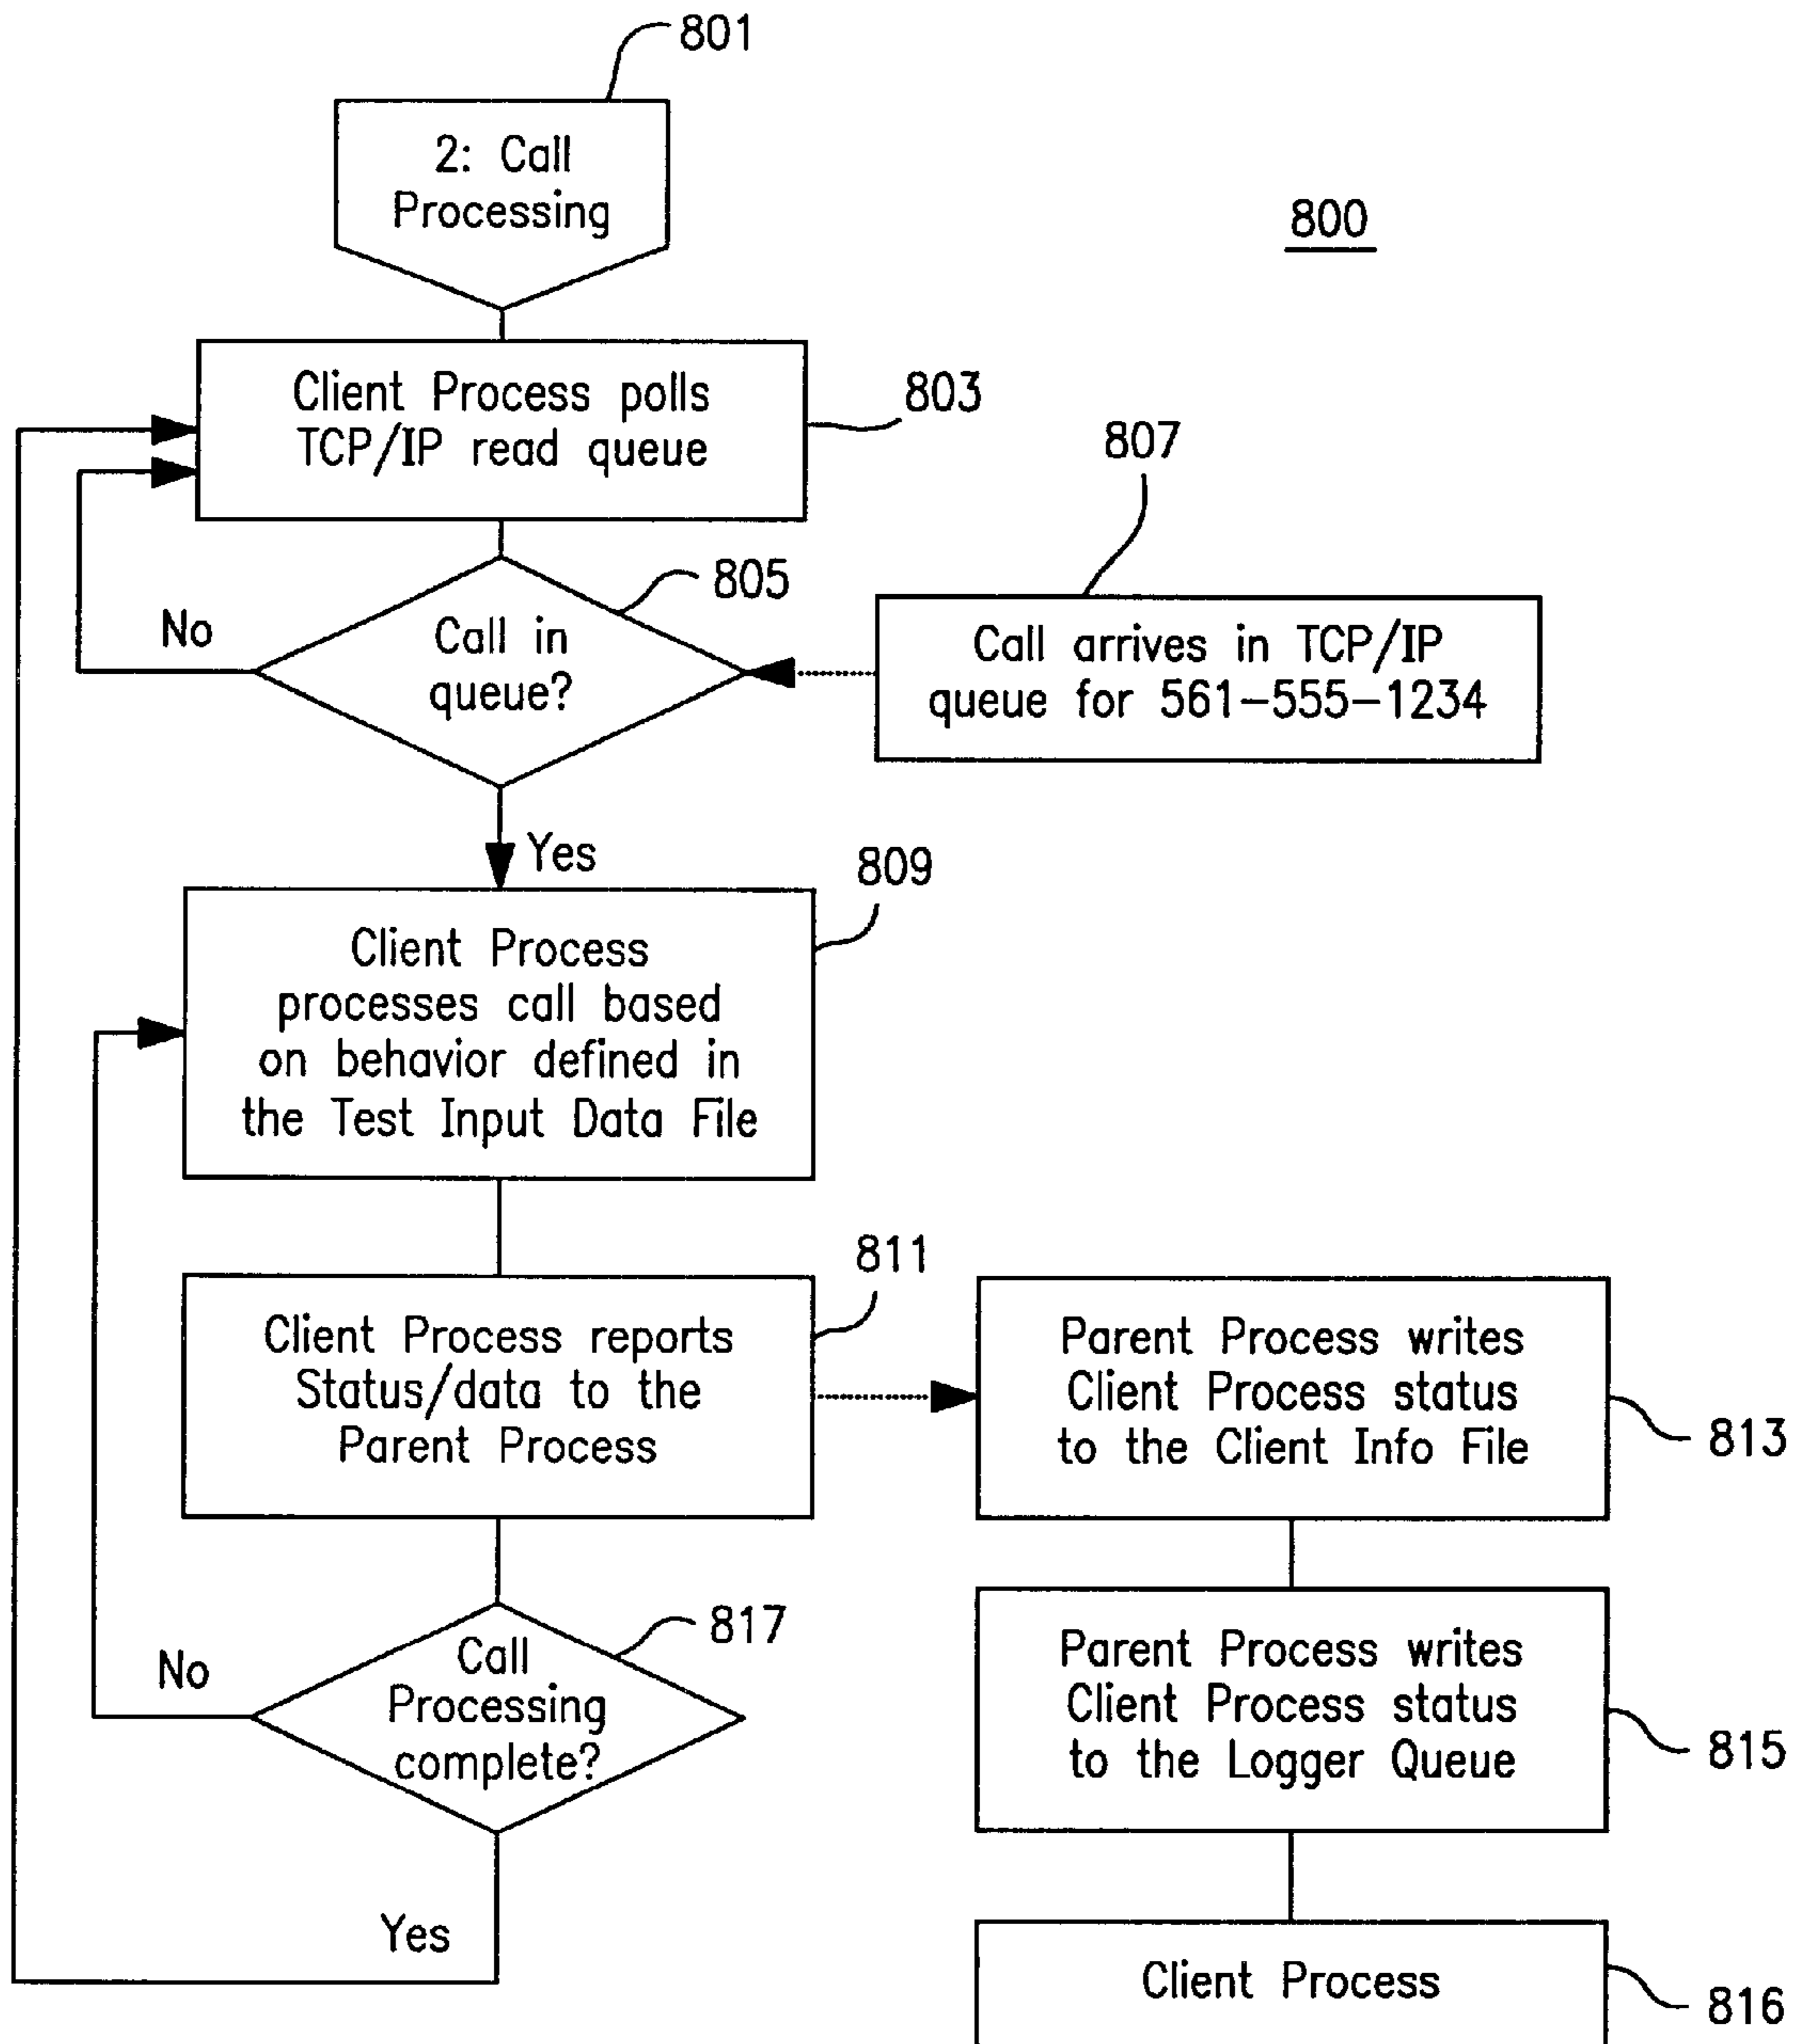 801
2: Call
Processing
800
Client Process polls
TCP/IP read queue
803
807
805
No
Call in
queue?
Call arrives in TCP/IP
queue for 561-555-1234
Yes
809
Client Process
processes call based
on behavior defined in
the Test Input Data File
811
Client Process reports
Status/data to the
Parent Process
Parent Process writes
Client Process status
to the Client Info File
813
817
No
Call
Processing
complete?
Parent Process writes
Client Process status
to the Logger Queue
815
Yes
Client Process
816